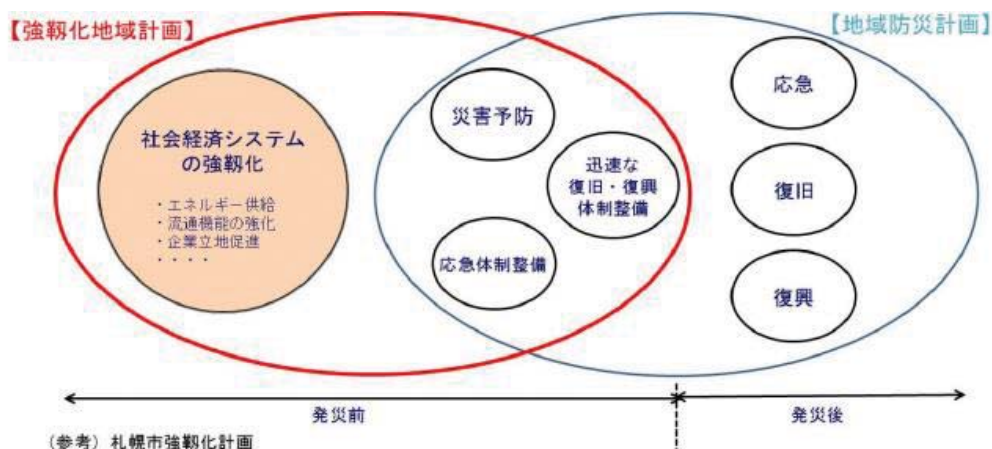 【強靱化地域計画】
【地域防災計画】
社会経済システム
の強靱化
・エネルギー供給
・流通機能の強化
・企業立地促進
・・・・
災害予防
迅速な
復旧・復興
体制整備
応急体制整備
応急
復旧
復興
発災前
発災後
（参考）札幌市強靱化計画